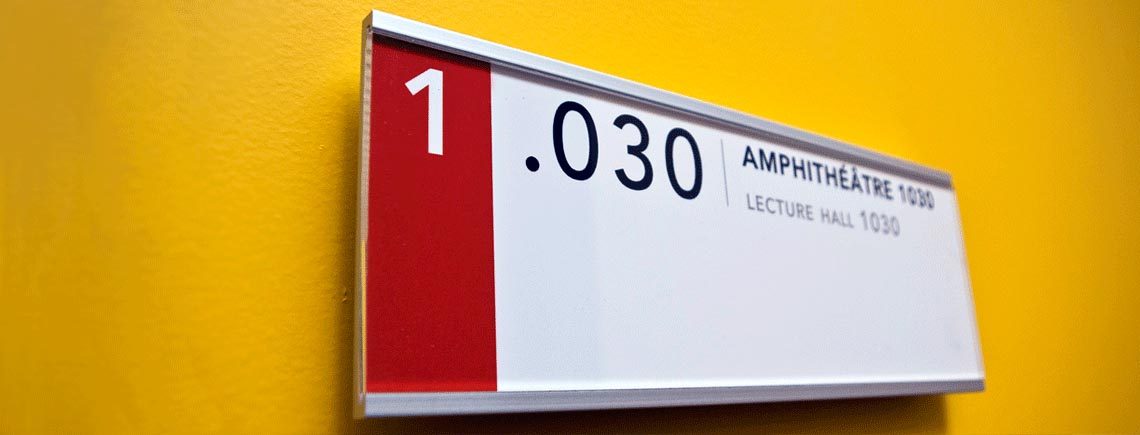 1 .030
AMPHITHÉÂTRE 1030
LECTURE HALL 1030